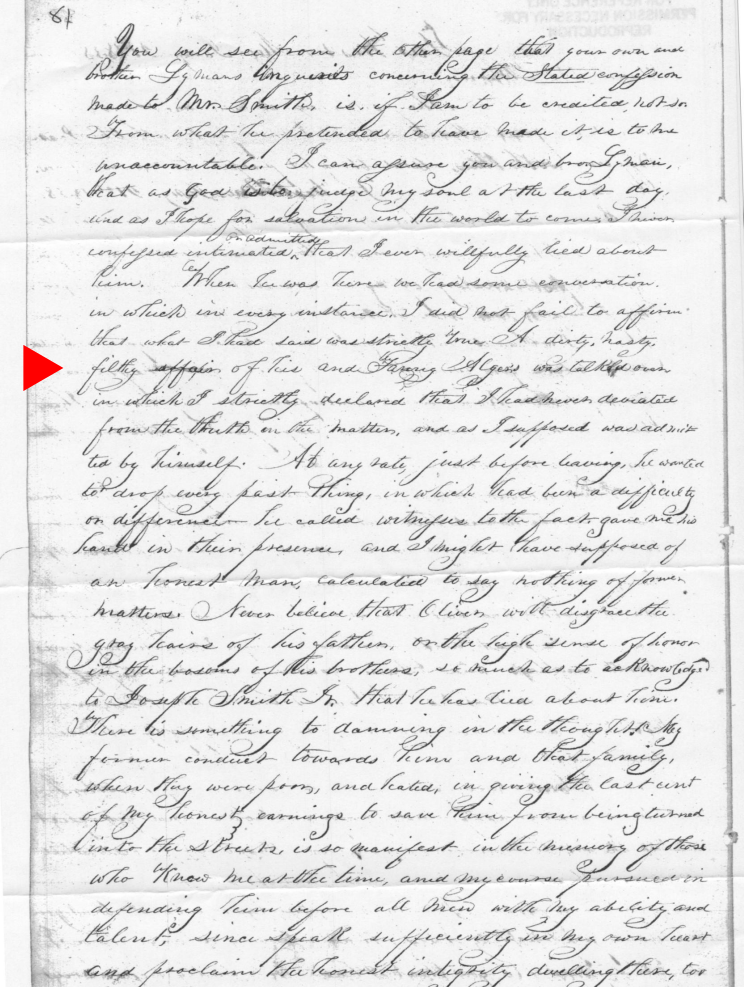 81
You will see from the other page that your own and
brother Lymans inquiries concerning the Stated confession
made to Mr. Smith, is, if I am to be credited, not so
From what he pretended to have made it, is to me
unaccountable. I can assure you and bro. Lyman,
that as God is to judge my soul at the last day,
and as I hope for salvation in the world to come, I never
confessed intimated, or admitted that I ever willfully lied about
him. When he was here we had some conversation
in which in every instance, I did not fail to affirm
that what I had said was strictly true A dirty, nasty,
filthy affair of his and Fanny Algers was talked over
in which I strictly declared that I had never deviated
from the truth on the matter, and as I supposed was admit
ted by himself. At any rate, just before leaving, he wanted
to drop every past thing, in which had been a difficulty
or difference he called witnesses to the fact, gave me his
hand in their presence, and I might have supposed of
an honest man, calculated to say nothing of former
matters. Never believe that Oliver will disgrace the
gray hairs of his father, or the high sense of honor
in the bosoms of his brothers, so much as to acknowledge
to Joseph Smith Jr. that he has lied about him.
There is something to damning in the thought. My
former conduct towards him and that family,
when they were poor, and hated, in giving the last cent
of my honest earnings to save him from being turned
into the streets, is so manifest in the memory of those
who Knew me at the time, and my course pursued in
defending him before all men with my ability and
talent, since speak sufficiently in my own heart
and proclaim the honest integrity dwelling there, too